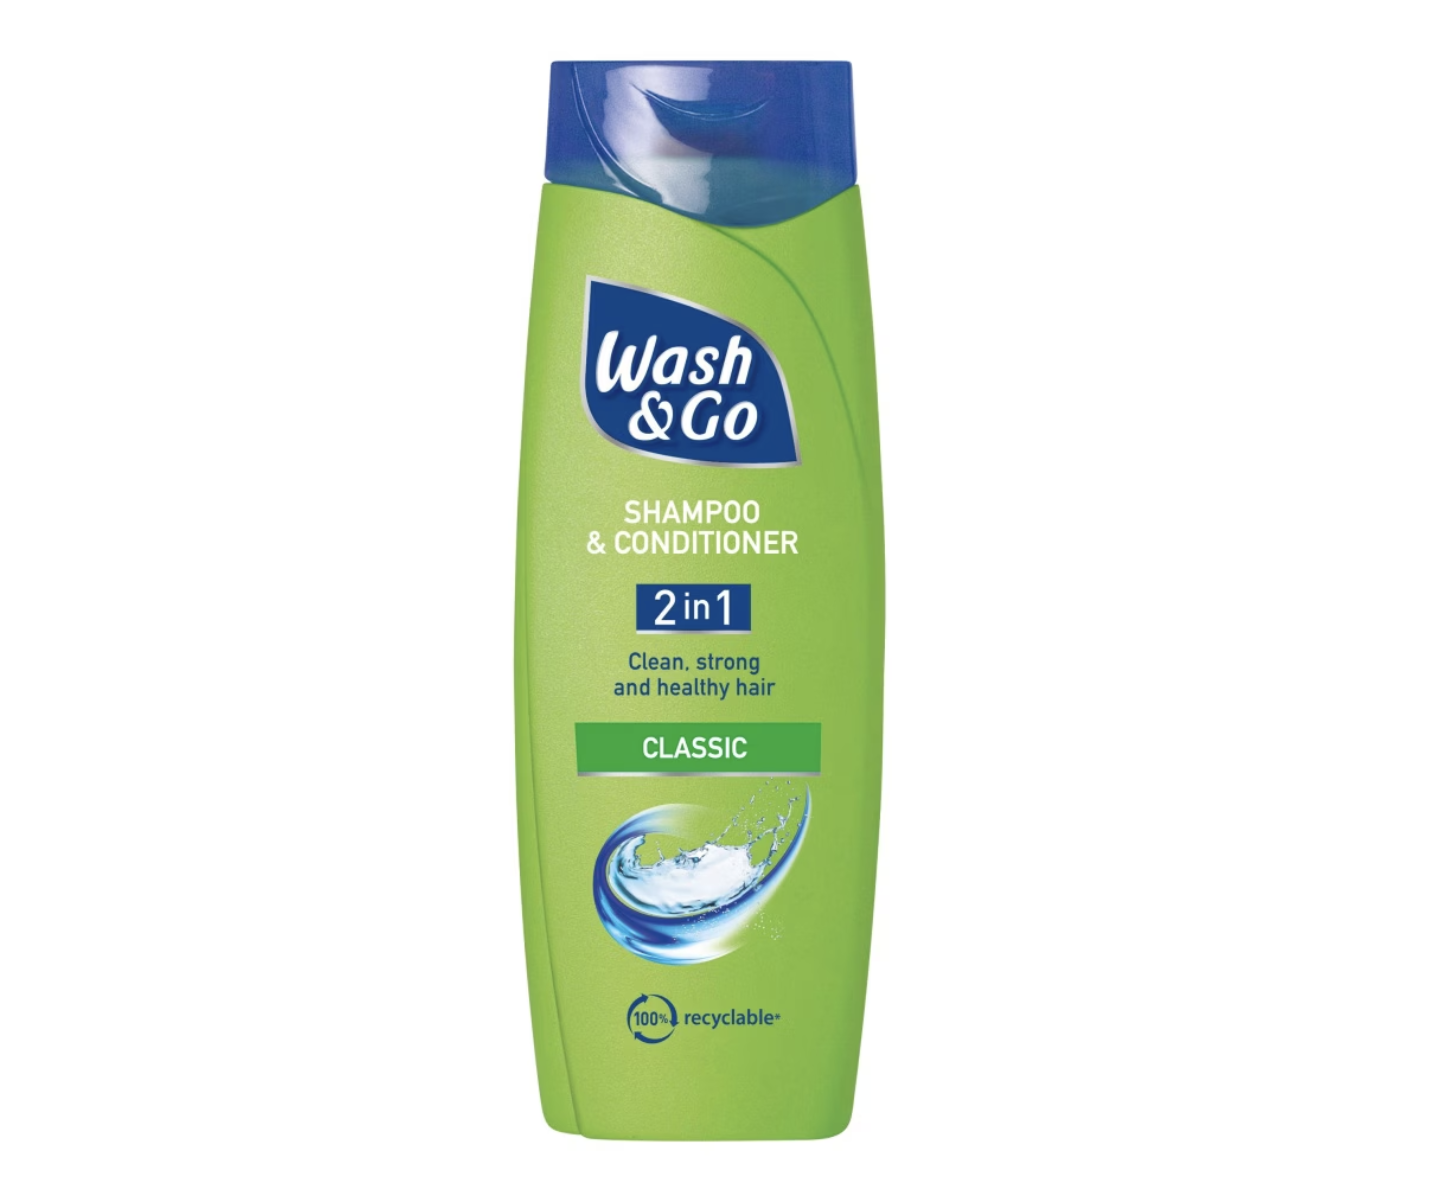 Wash
&Go
SHAMPOO
& CONDITIONER
2 in 1
Clean, strong
and healthy hair
CLASSIC
100% recyclable*